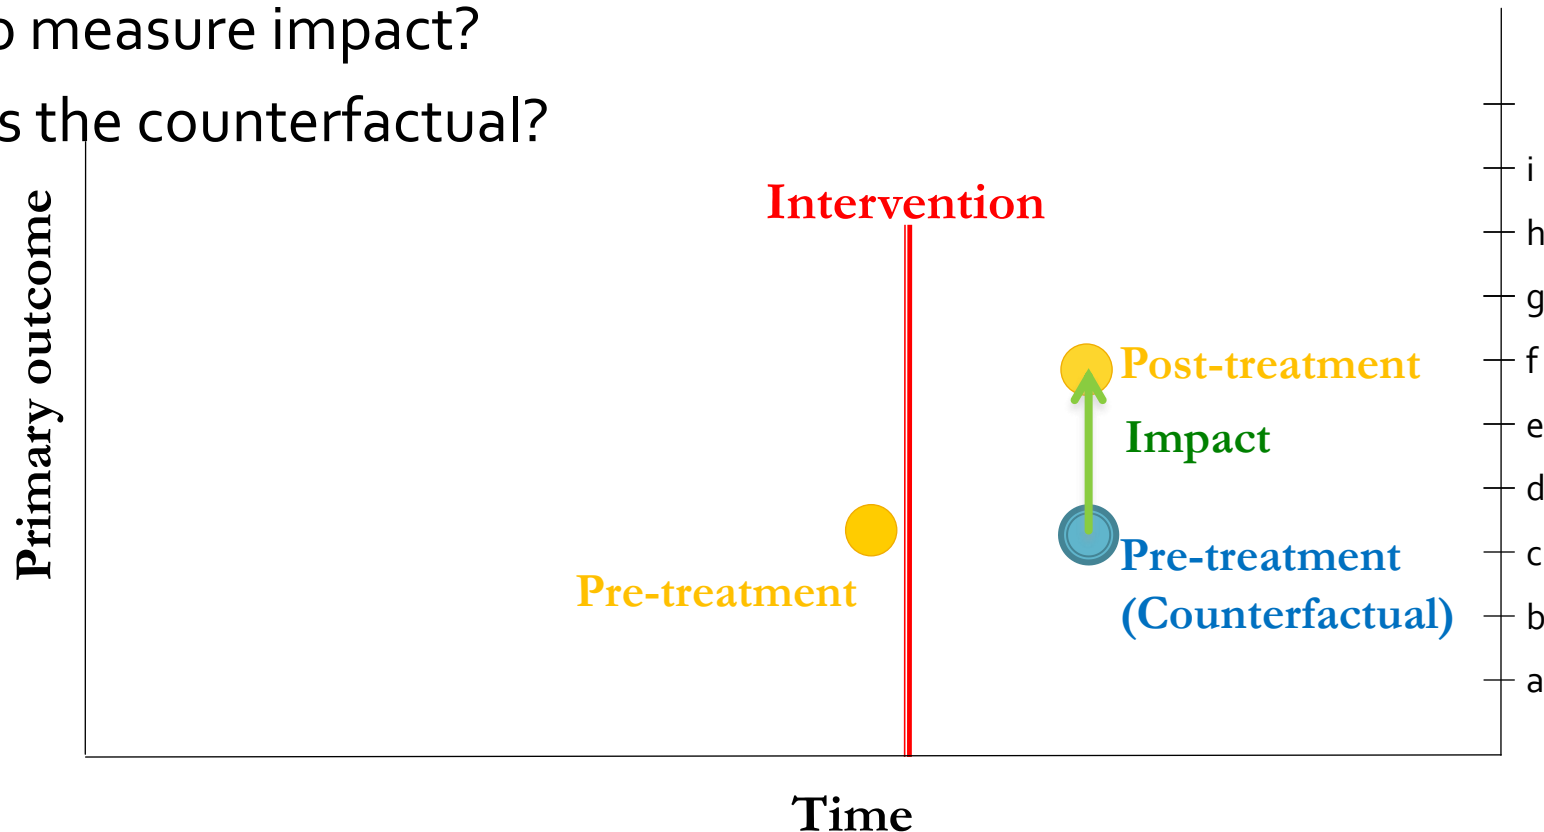 measure impact?
the counterfactual?
Intervention
i
h
g
Post-treatment
f
Impact
e
d
Pre-treatment
(Counterfactual)
c
b
a
Pre-treatment
Primary outcome
Time